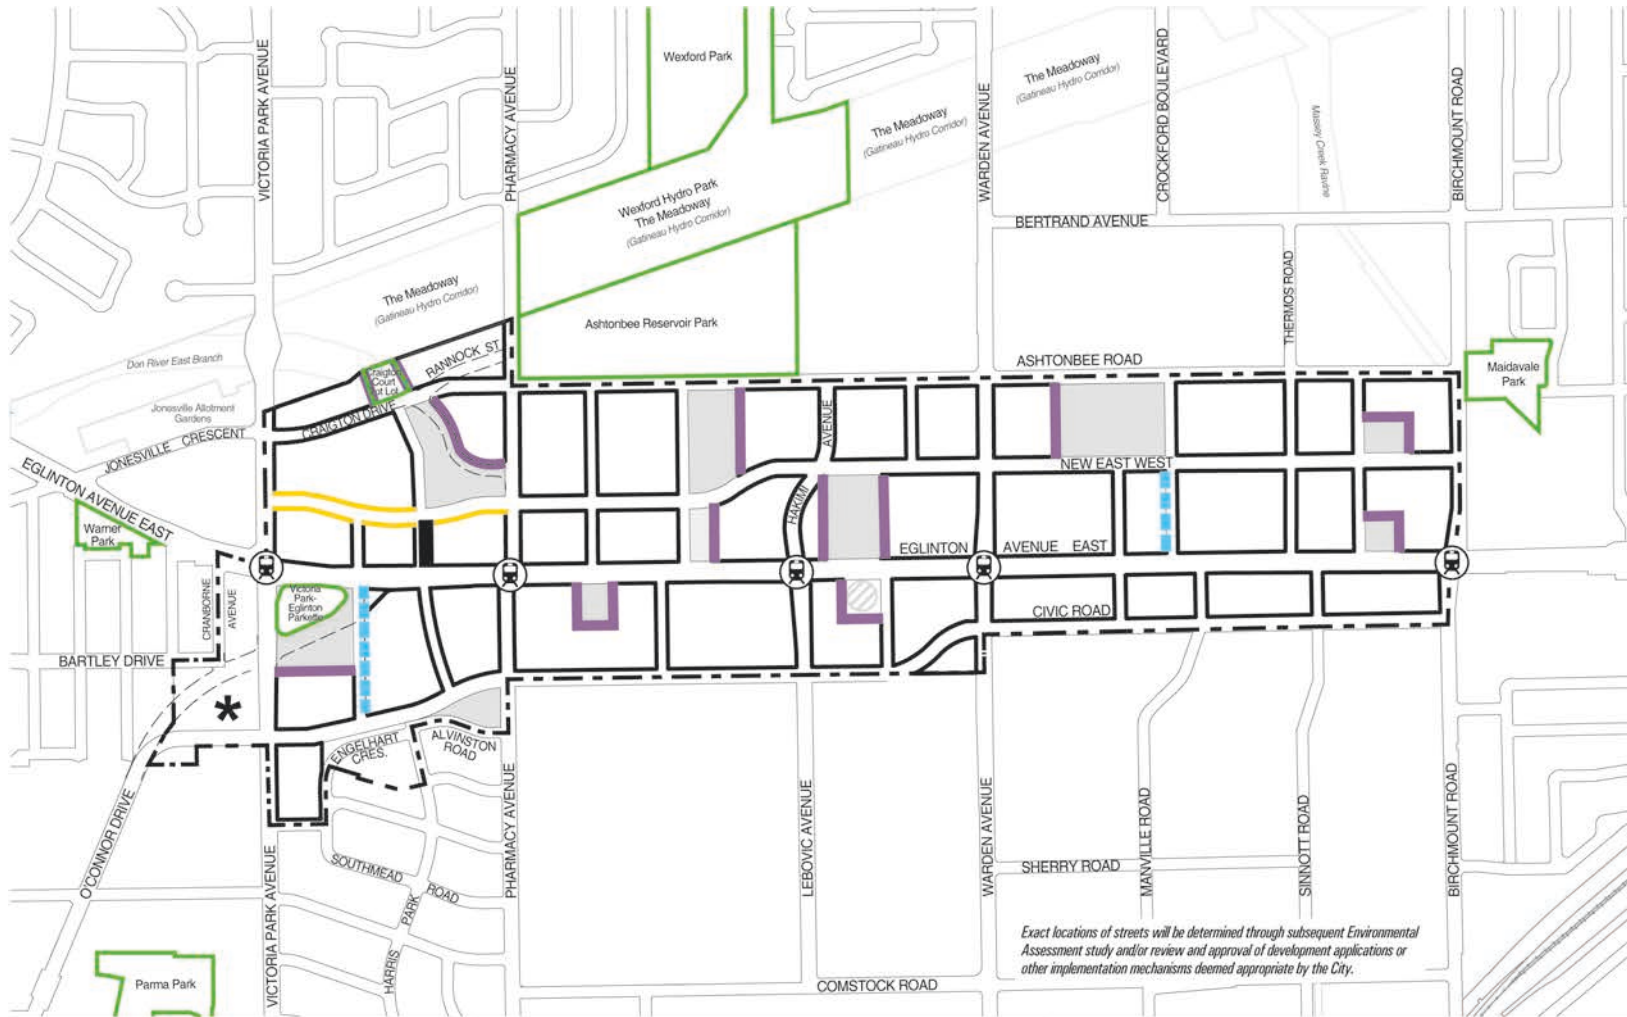 VICTORIA PARK AVENUE
PHARMACY AVENUE
Wexford Park
The Meadoway
(Gatineau Hydro Corridor)
WARDEN AVENUE
The Meadoway
(Gatineau Hydro Corridor)
CROCKFORD BOULEVARD
Massey Creek Ravine
BIRCHMOUNT ROAD
Wexford Hydro Park
The Meadoway
(Gatineau Hydro Corridor)
BERTRAND AVENUE
THERMOS ROAD
The Meadoway
(Gatineau Hydro Corridor)
Ashtonbee Reservoir Park
Don River East Branch
RANNOCK ST
ASHTONBEE ROAD
Maidavale
Park
Craigton
Court
Tot Lot
Jonesville Allotment
Gardens
CRAIGTON DRIVE
JONESVILLE CRESCENT
AVENUE
HAKIMI
NEW EAST WEST
EGLINTON AVENUE EAST
Warner
Park
EGLINTON AVENUE EAST
CRANBORNE
AVENUE
Victoria
Park-
Eglinton
Parkette
CIVIC ROAD
BARTLEY DRIVE
*
ENGELHART
CRES.
ALVINSTON
ROAD
O'CONNOR DRIVE
VICTORIA PARK AVENUE
PHARMACY AVENUE
LEBOVIC AVENUE
WARDEN AVENUE
MANVILLE ROAD
SINNOTT ROAD
BIRCHMOUNT ROAD
SHERRY ROAD
SOUTHMEAD ROAD
HARRIS PARK
Exact locations of streets will be determined through subsequent Environmental
Assessment study and/or review and approval of development applications or
other implementation mechanisms deemed appropriate by the City.
Parma Park
COMSTOCK ROAD